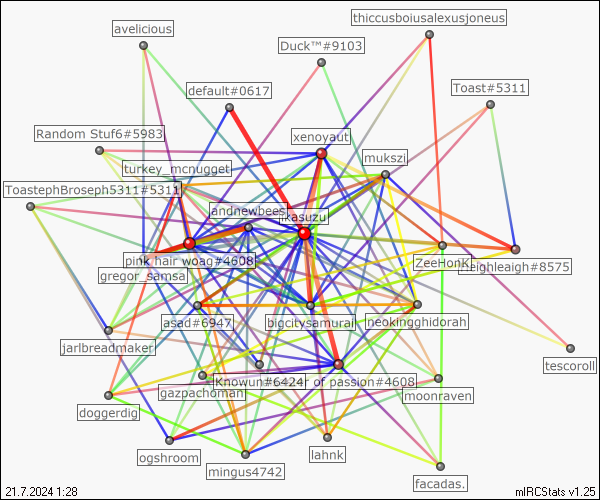 thiccusboiusalexusjoneus
avelicious
Duck™#9103
default#0617
Toast#5311
Random Stuf6#5983
xenoyaut
turkey_mcnugget
mukszi
ToastephBroseph5311#5311
andnewbees
ikasuzu
pink hair woag#4608
ZeeHonK
heighleaigh#8575
gregor_samsa
asad#6947
bigcitysamurai
neokingghidorah
jarlbreadmaker
tescoroll
Knowun#6424
r of passion#4608
gazpachoman
moonraven
doggerdig
ogshroom
lahnk
mingus4742
facadas.
21.7.2024 1:28
mIRCStats v1.25